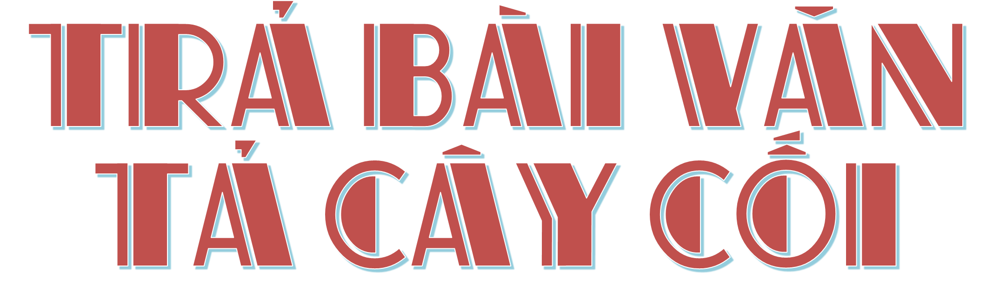 TRẢ BÀI VĂN
TẢ CÂY CỐI